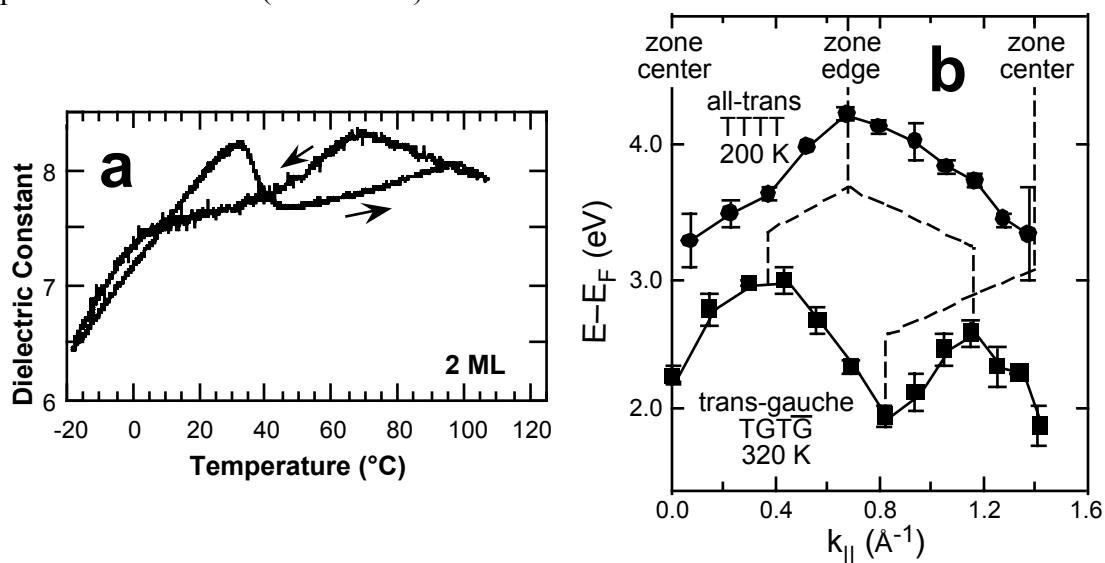 a
Dielectric Constant
8
7
6
-20
0
20
40
60
80
100
120
Temperature (°C)
2 ML
b
zone center
zone edge
zone center
all-trans
TTTT
200 K
trans-gauche
TGTG̅
320 K
E–E_F (eV)
4.0
3.0
2.0
0.0
0.4
0.8
1.2
1.6
k_|| (Å⁻¹)